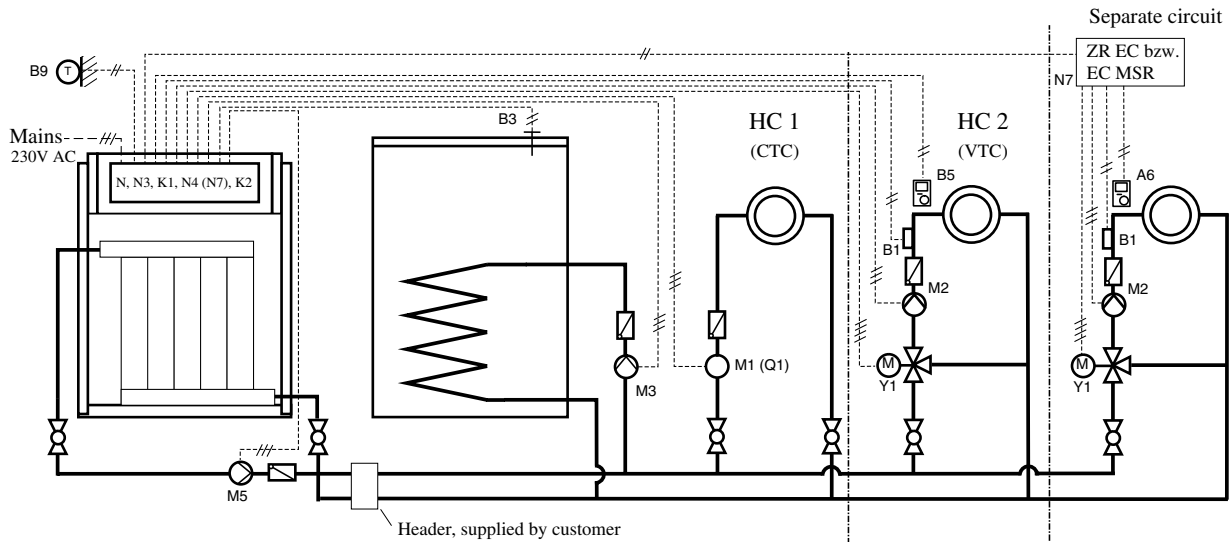 Separate circuit
ZR EC bzw.
EC MSR
N7
B9
T
Mains
230V AC
N, N3, K1, N4 (N7), K2
B3
HC 1
(CTC)
HC 2
(VTC)
B5
A6
B1
B1
M2
M2
M3
M1 (Q1)
M
Y1
M
Y1
M5
Header, supplied by customer